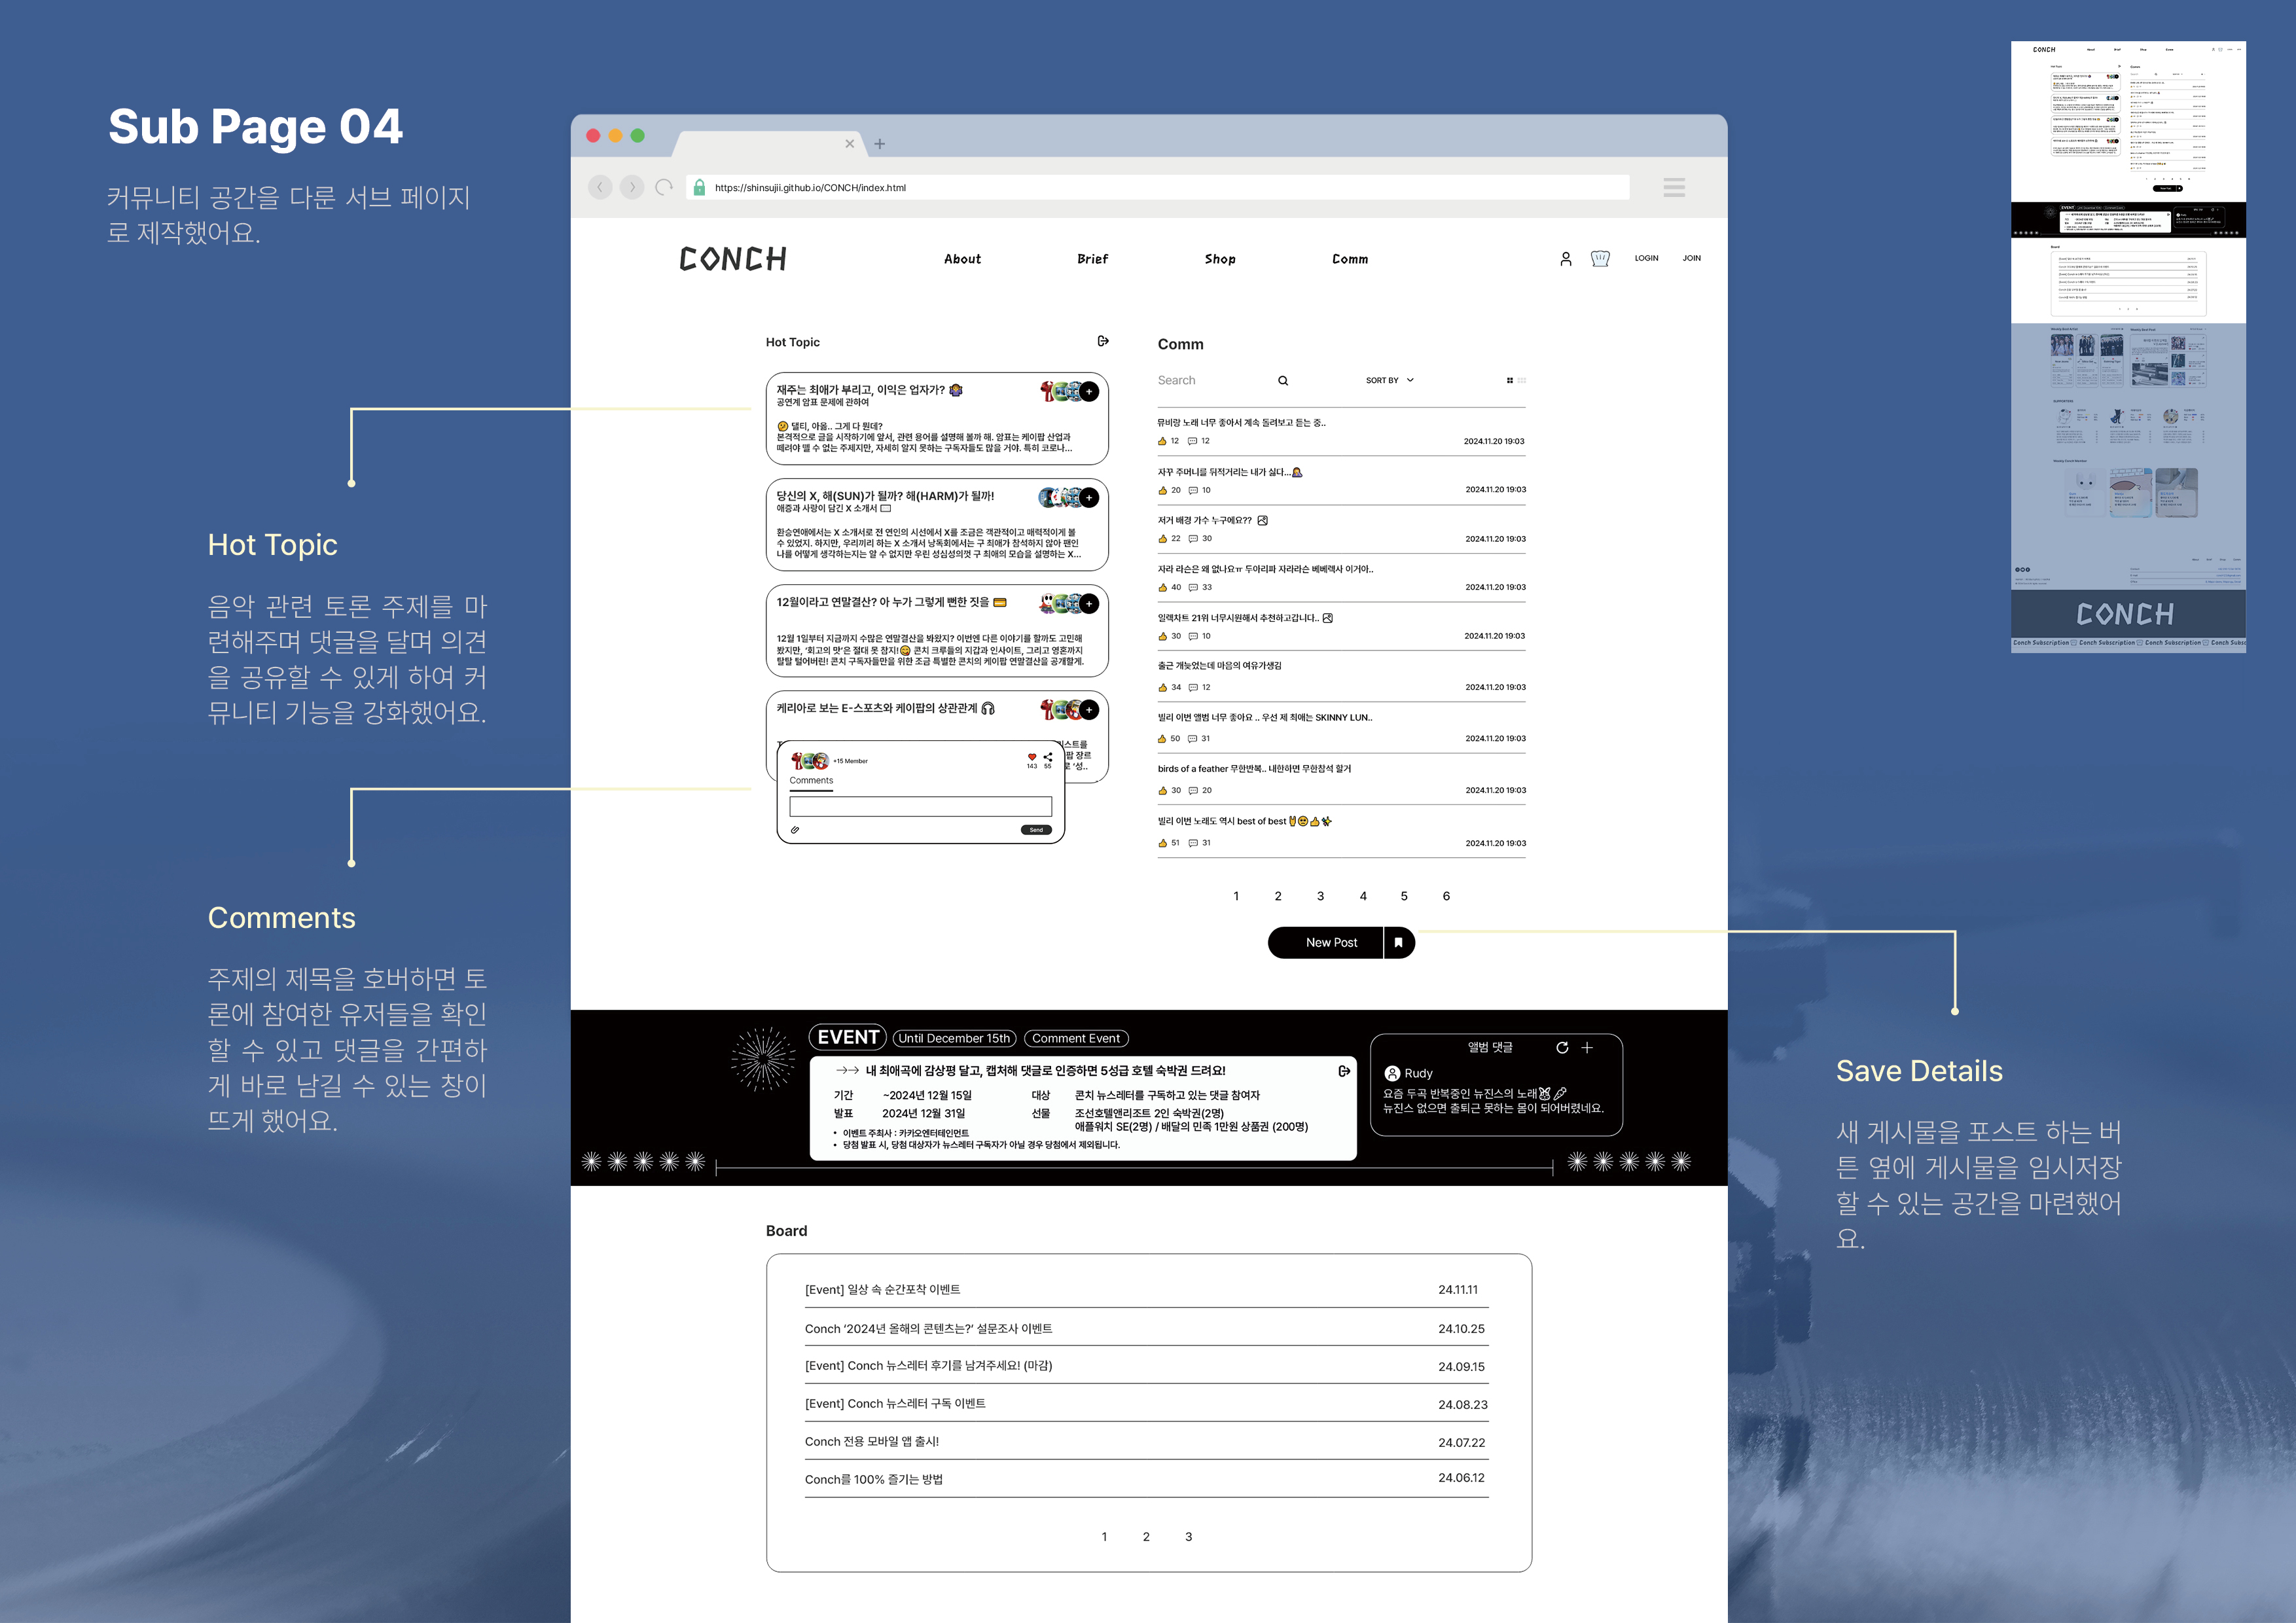 Sub Page 04
커뮤니티 공간을 다룬 서브 페이지
로 제작했어요.
Hot Topic
음악 관련 토론 주제를 마
련해주며 댓글을 달며 의견
을 공유할 수 있게 하여 커
뮤니티 기능을 강화했어요.
Comments
주제의 제목을 호버하면 토
론에 참여한 유저들을 확인
할 수 있고 댓글을 간편하
게 바로 남길 수 있는 창이
뜨게 했어요.
https://shinsujii.github.io/CONCH/index.html
CONCH
About
Brief
Shop
Comm
LOGIN
JOIN
Hot Topic
재주는 최애가 부리고, 이익은 업자가? 🤷
공연계 암표 문제에 관하여
🤔 댈티, 아옮.. 그게 다 뭔데?
본격적으로 글을 시작하기에 앞서, 관련 용어를 설명해 볼까 해. 암표는 케이팝 산업과
떼려야 뗄 수 없는 주제지만, 자세히 알지 못하는 구독자들도 많을 거야. 특히 코로나...
당신의 X, 해(SUN)가 될까? 해(HARM)가 될까!
애증과 사랑이 담긴 X 소개서
환승연애에서는 X 소개서로 전 연인의 시선에서 X를 조금은 객관적이고 매력적이게 볼
수 있었지. 하지만, 우리끼리 하는 X 소개서 낭독회에서는 구 최애가 참석하지 않아 팬인
나를 어떻게 생각하는지는 알 수 없지만 우린 성심성의껏 구 최애의 모습을 설명하는 X...
12월이라고 연말결산? 아 누가 그렇게 뻔한 짓을 💳
12월 1일부터 지금까지 수많은 연말결산을 봐왔지? 이번엔 다른 이야기를 할까도 고민해
봤지만, '회고의 맛'은 절대 못 참지!😋 콘치 크루들의 지갑과 인사이트, 그리고 영혼까지
탈탈 털어버린! 콘치 구독자들만을 위한 조금 특별한 콘치의 케이팝 연말결산을 공개할게.
케리아로 보는 E-스포츠와 케이팝의 상관관계 🎧
스트를
팝 장르
로 '성..
+15 Member
143 55
Comments
Send
Comm
Search
SORT BY
뮤비랑 노래 너무 좋아서 계속 돌려보고 듣는 중..
12 12 2024.11.20 19:03
자꾸 주머니를 뒤적거리는 내가 싫다...
20 10 2024.11.20 19:03
저거 배경 가수 누구에요??
22 30 2024.11.20 19:03
자라 라슨은 왜 없나요ㅠ 두아리파 자라라슨 베베렉사 이거아..
40 33 2024.11.20 19:03
일렉차트 21위 너무시원해서 추천하고갑니다..
30 10 2024.11.20 19:03
출근 개늦었는데 마음의 여유가생김
34 12 2024.11.20 19:03
빌리 이번 앨범 너무 좋아요 .. 우선 제 최애는 SKINNY LUN..
50 31 2024.11.20 19:03
birds of a feather 무한반복.. 내한하면 무한참석 할거
30 20 2024.11.20 19:03
빌리 이번 노래도 역시 best of best
51 31 2024.11.20 19:03
1 2 3 4 5 6
New Post
EVENT
Until December 15th
Comment Event
→→ 내 최애곡에 감상평 달고, 캡처해 댓글로 인증하면 5성급 호텔 숙박권 드려요!
기간 ~2024년 12월 15일 대상 콘치 뉴스레터를 구독하고 있는 댓글 참여자
발표 2024년 12월 31일 선물 조선호텔앤리조트 2인 숙박권(2명)
애플워치 SE(2명) / 배달의 민족 1만원 상품권 (200명)
• 이벤트 주최사 : 카카오엔터테인먼트
• 당첨 발표 시, 당첨 대상자가 뉴스레터 구독자가 아닐 경우 당첨에서 제외됩니다.
앨범 댓글
Rudy
요즘 두곡 반복중인 뉴진스의 노래
뉴진스 없으면 출퇴근 못하는 몸이 되어버렸네요.
Board
[Event] 일상 속 순간포착 이벤트 24.11.11
Conch ‘2024년 올해의 콘텐츠는?’ 설문조사 이벤트 24.10.25
[Event] Conch 뉴스레터 후기를 남겨주세요! (마감) 24.09.15
[Event] Conch 뉴스레터 구독 이벤트 24.08.23
Conch 전용 모바일 앱 출시! 24.07.22
Conch를 100% 즐기는 방법 24.06.12
1 2 3
Save Details
새 게시물을 포스트 하는 버
튼 옆에 게시물을 임시저장
할 수 있는 공간을 마련했어
요.
CONCH
CONCH
Conch Subscription Conch Subscription Conch Subscription Conch Subsc